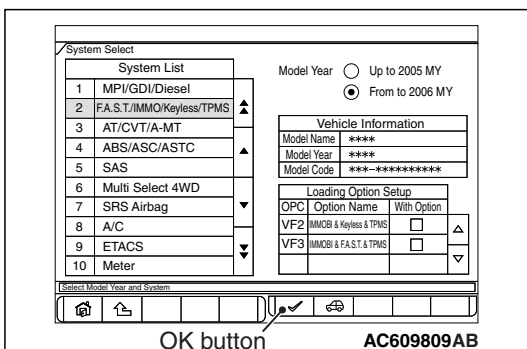 System Select
System List
1 MPI/GDI/Diesel
2 F.A.S.T./IMMO/Keyless/TPMS
3 AT/CVT/A-MT
4 ABS/ASC/ASTC
5 SAS
6 Multi Select 4WD
7 SRS Airbag
8 A/C
9 ETACS
10 Meter
Model Year Up to 2005 MY
From to 2006 MY
Vehicle Information
Model Name ****
Model Year ****
Model Code ***-**********
Loading Option Setup
OPC Option Name With Option
VF2 IMMOBI & Keyless & TPMS
VF3 IMMOBI & F.A.S.T. & TPMS
Select Model Year and System
OK button
AC609809AB